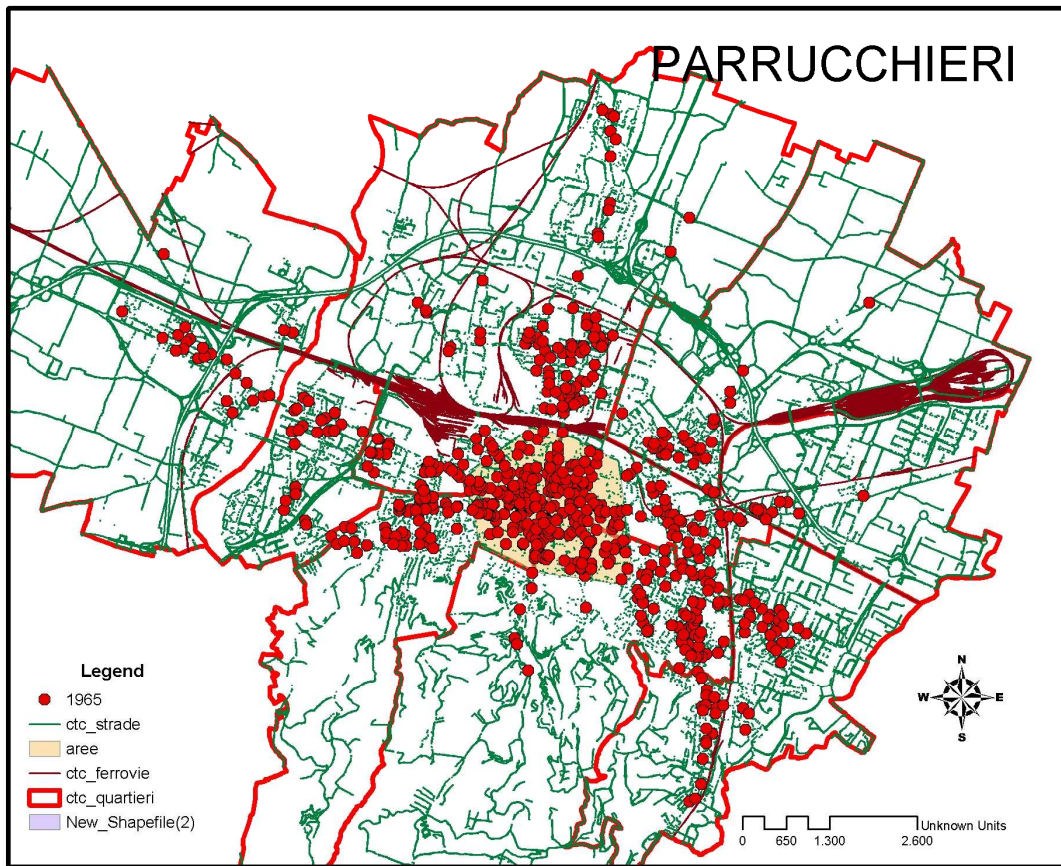 PARRUCCHIERI
Legend
1965
ctc_strade
aree
ctc_ferrovie
ctc_quartieri
New_Shapefile(2)
N
W E
S
0 650 1.300 2.600
Unknown Units